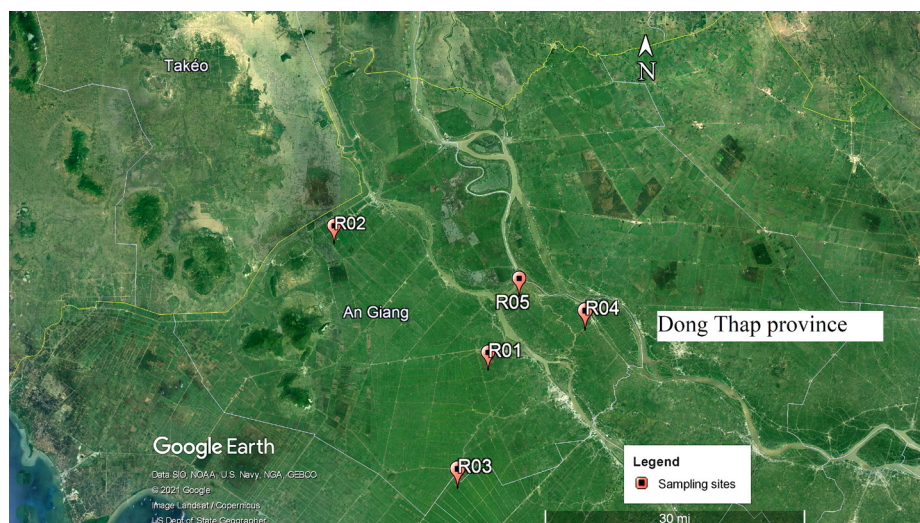 Takéo
N
R02
R05
An Giang
R04
Dong Thap province
R01
R03
Google Earth
Data SIO, NOAA, U.S. Navy, NGA, GEBCO
© 2021 Google
Image Landsat / Copernicus
US Dept of State Geographer
Legend
Sampling sites
30 mi